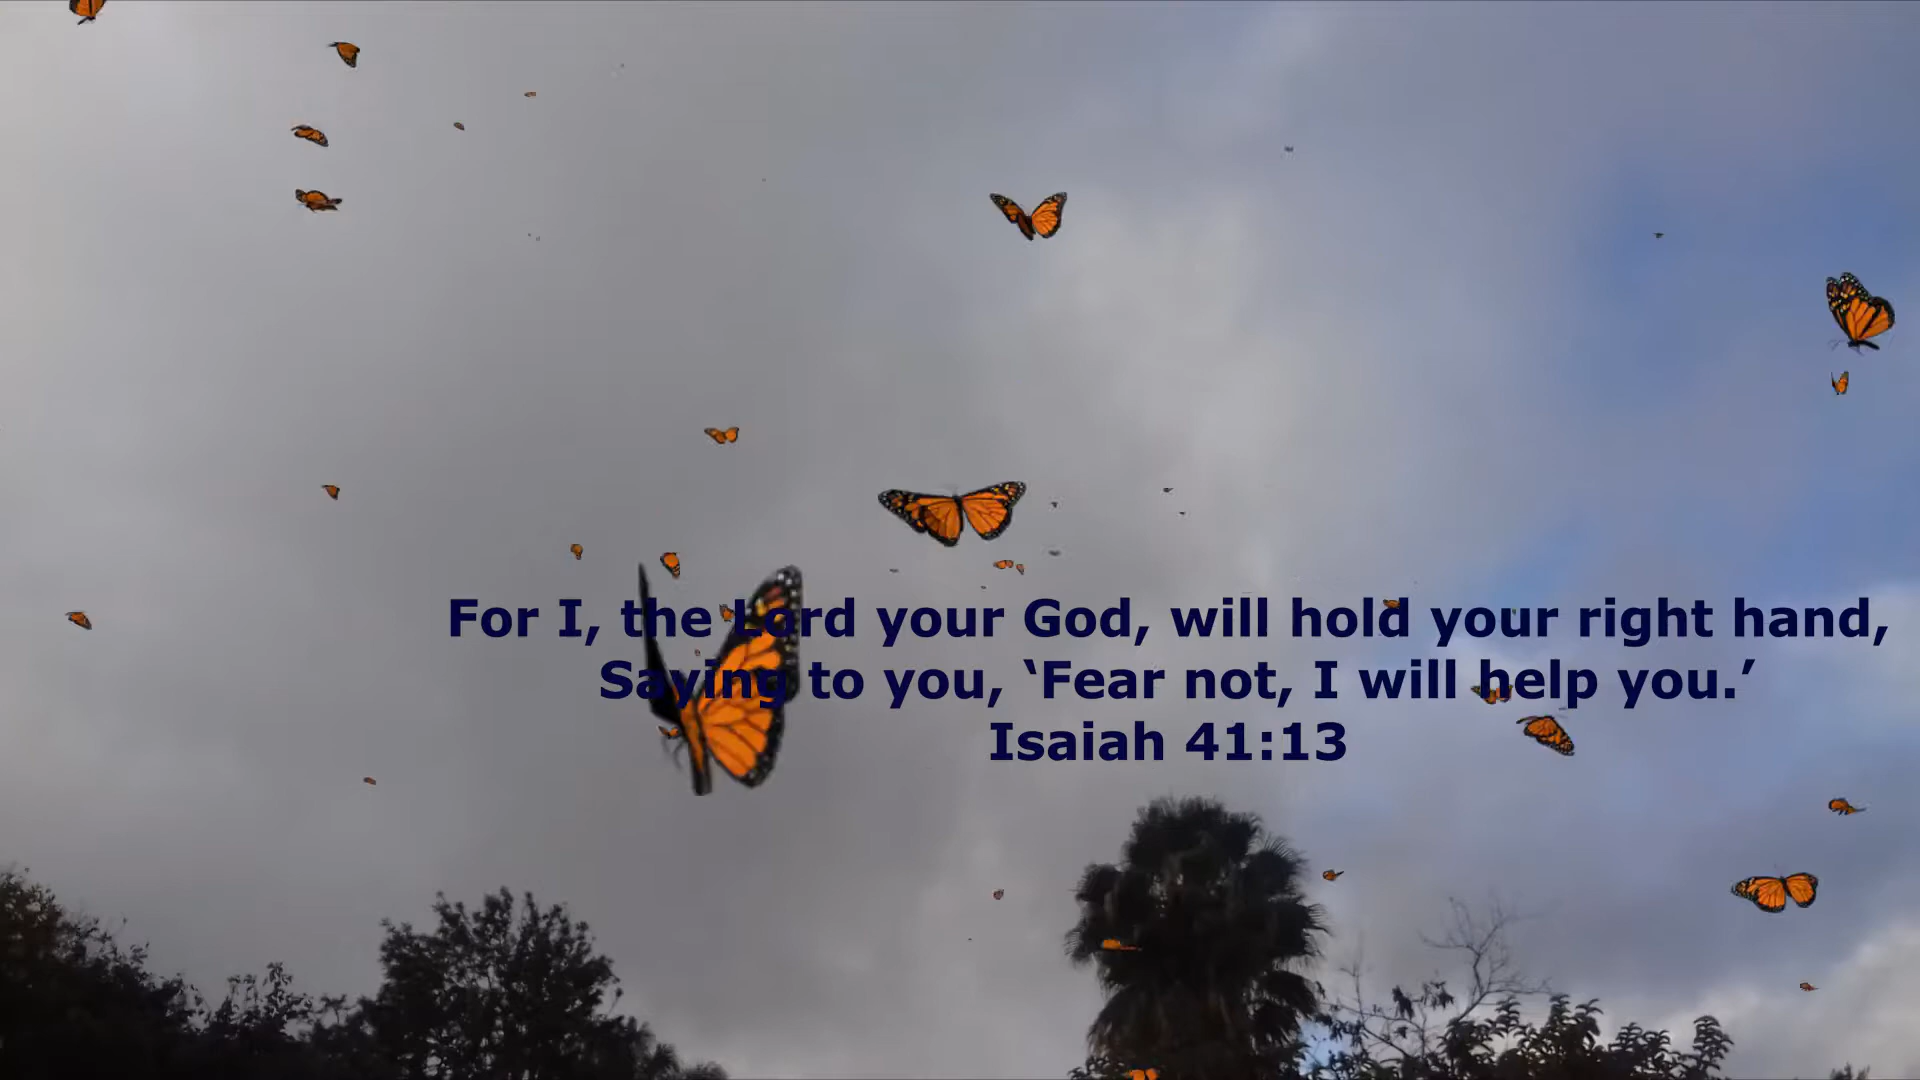 For I, the Lord your God, will hold your right hand,
Saying to you, ‘Fear not, I will help you.’
Isaiah 41:13